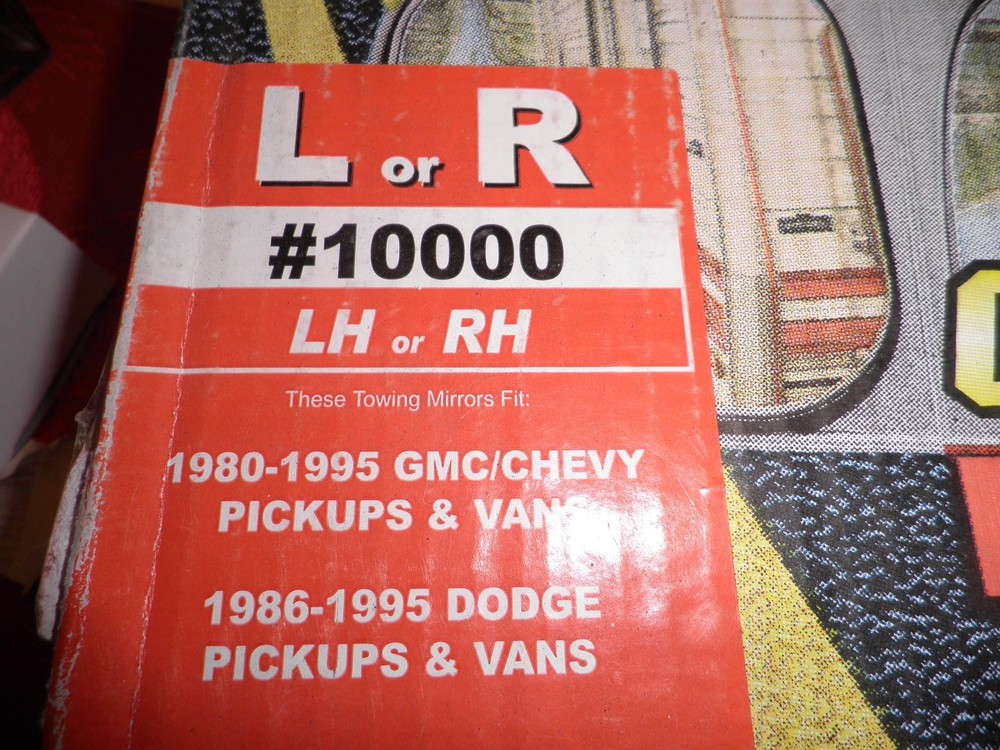 L or R
#10000
LH or RH
These Towing Mirrors Fit:
1980-1995 GMC/CHEVY
PICKUPS & VANS
1986-1995 DODGE
PICKUPS & VANS